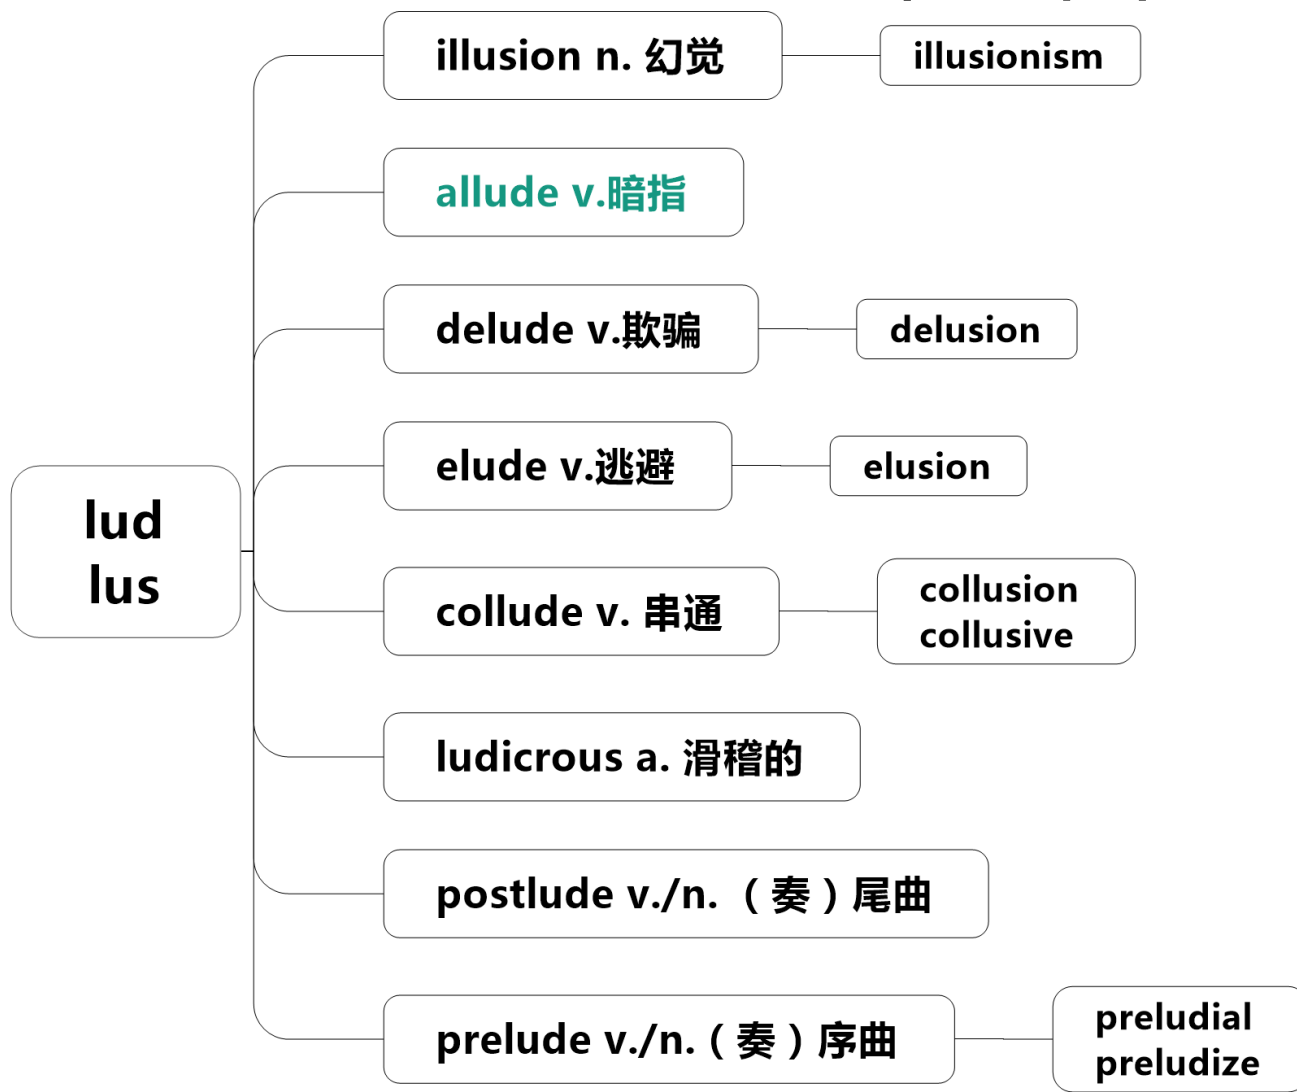 lud
lus
illusion n. 幻觉
illusionism
allude v.暗指
delude v.欺骗
delusion
elude v.逃避
elusion
collude v. 串通
collusion
collusive
ludicrous a. 滑稽的
postlude v./n. （奏）尾曲
prelude v./n.（奏）序曲
preludial
preludize